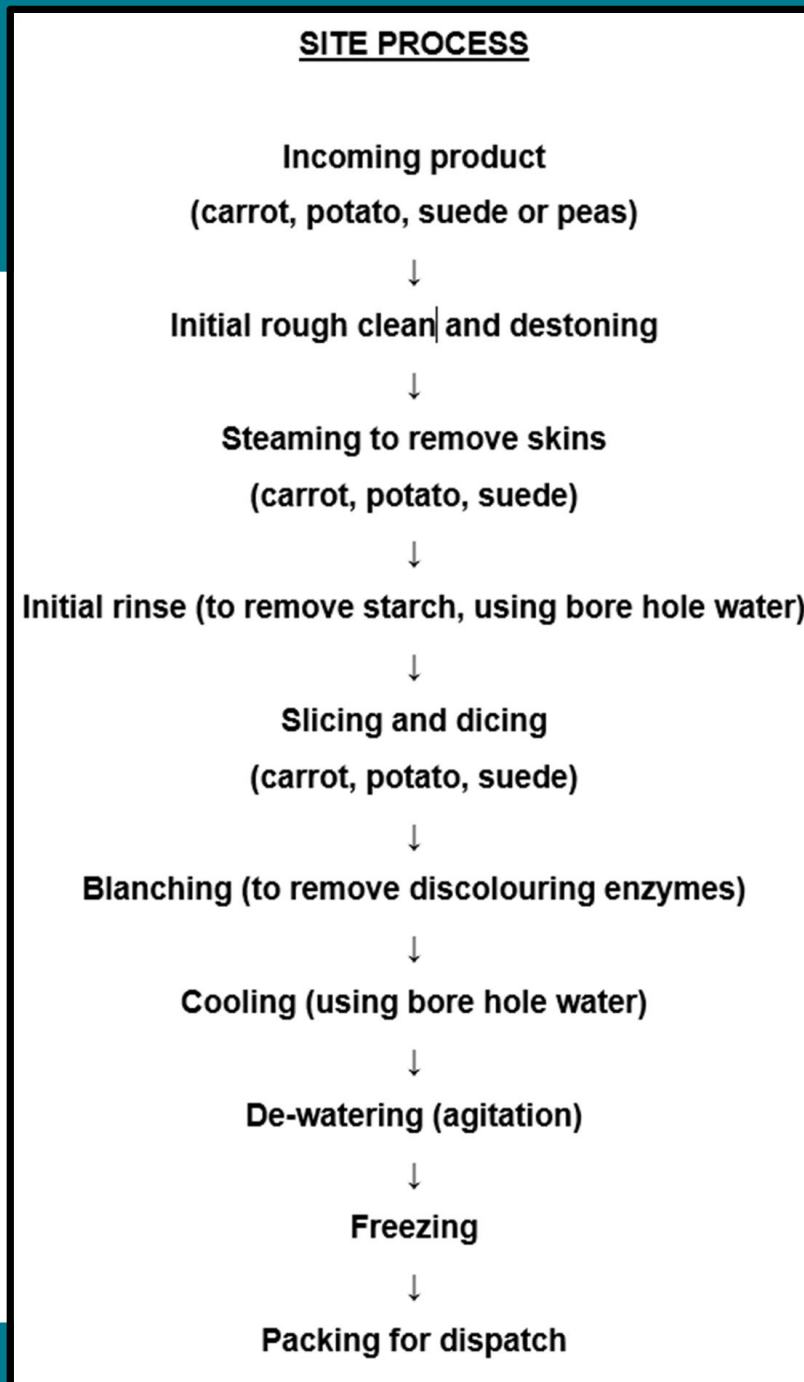 SITE PROCESS
Incoming product
(carrot, potato, suede or peas)
↓
Initial rough clean and destoning
↓
Steaming to remove skins
(carrot, potato, suede)
↓
Initial rinse (to remove starch, using bore hole water)
↓
Slicing and dicing
(carrot, potato, suede)
↓
Blanching (to remove discolouring enzymes)
↓
Cooling (using bore hole water)
↓
De-watering (agitation)
↓
Freezing
↓
Packing for dispatch